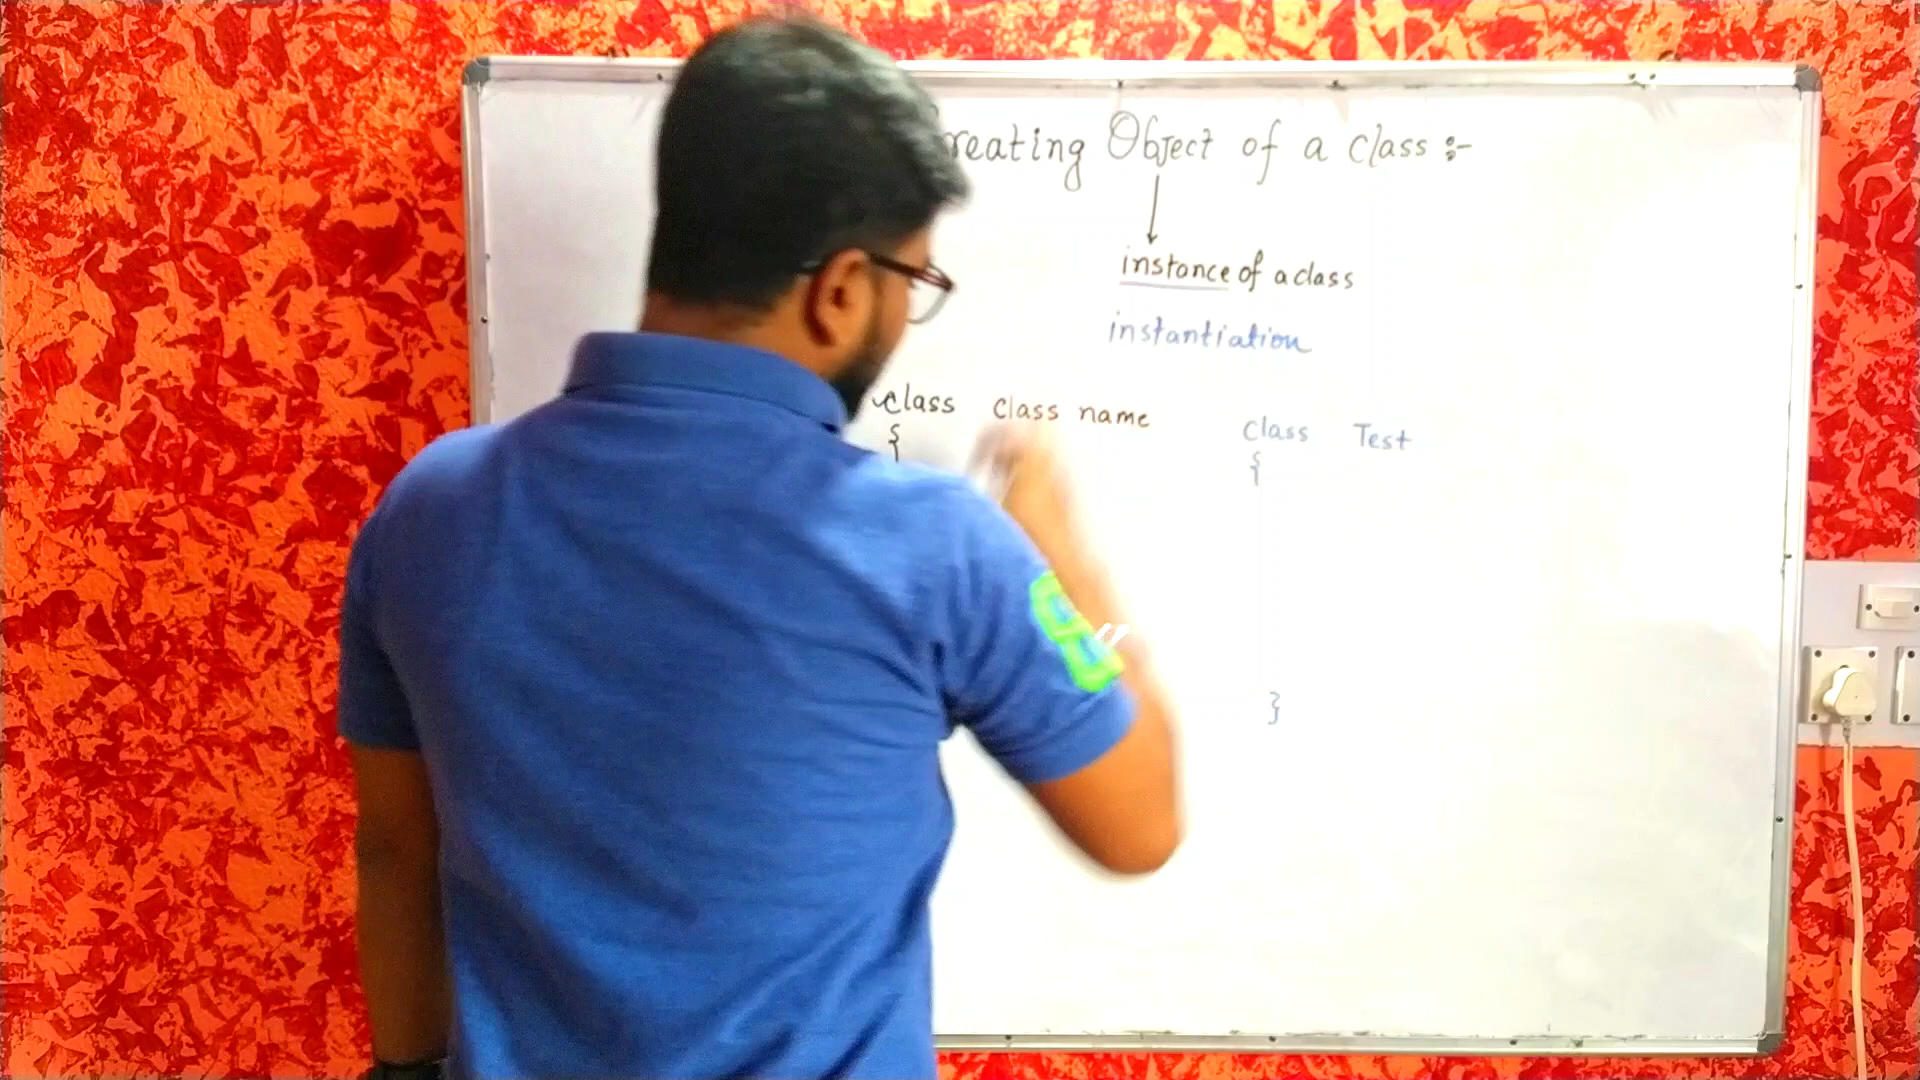 reating Object of a class :-
instance of a class
instantiation
class class name
{
class Test
{
}